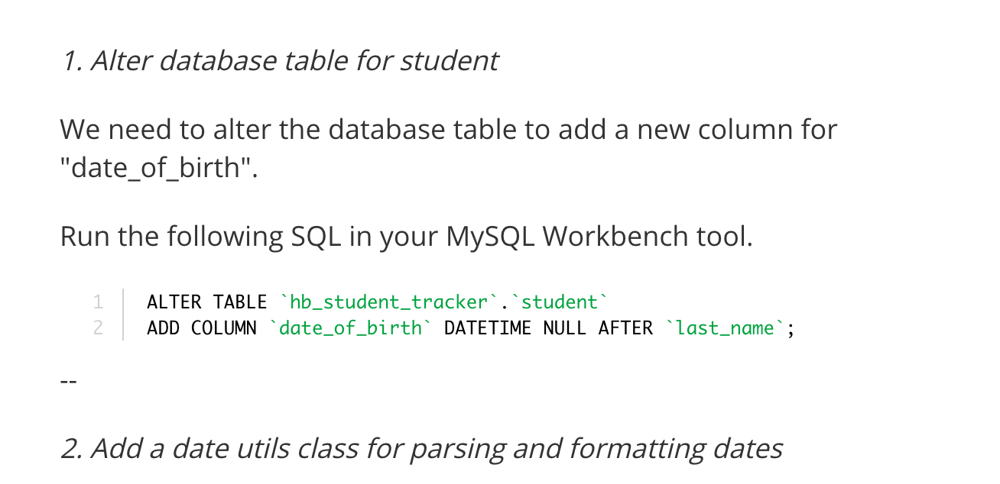 1. Alter database table for student
We need to alter the database table to add a new column for
"date_of_birth".
Run the following SQL in your MySQL Workbench tool.
1 ALTER TABLE `hb_student_tracker`.`student`
2 ADD COLUMN `date_of_birth` DATETIME NULL AFTER `last_name`;
--
2. Add a date utils class for parsing and formatting dates